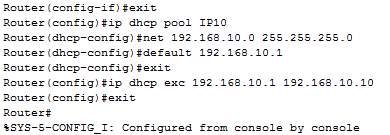 Router(config-if)#exit
Router(config)#ip dhcp pool IP10
Router(dhcp-config)#net 192.168.10.0 255.255.255.0
Router(dhcp-config)#default 192.168.10.1
Router(dhcp-config)#exit
Router(config)#ip dhcp exc 192.168.10.1 192.168.10.10
Router(config)#exit
Router#
%SYS-5-CONFIG_I: Configured from console by console